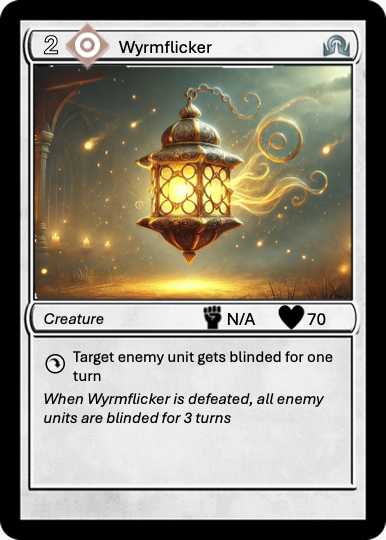 2 Wyrmflicker
Creature N/A 70
Target enemy unit gets blinded for one
turn
When Wyrmflicker is defeated, all enemy
units are blinded for 3 turns